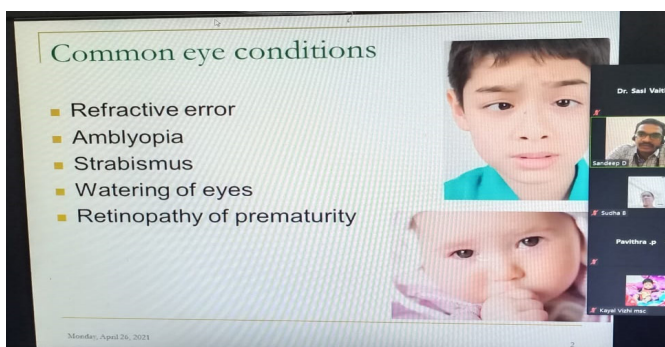 Common eye conditions
Refractive error
Amblyopia
Strabismus
Watering of eyes
Retinopathy of prematurity
Monday, April 26, 2021
2
Dr. Sasi Vait
Sandeep D
Sudha B
Pavithra .p
Kayal Vizhi msc